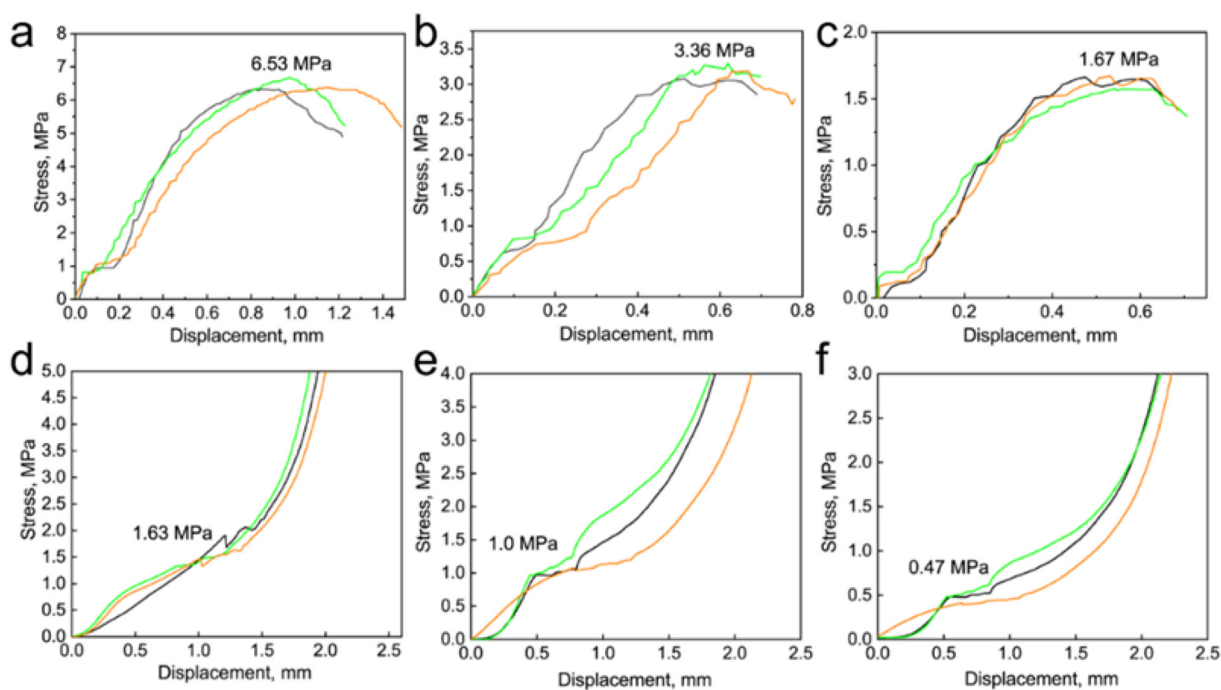 a
6.53 MPa
Stress, MPa
8
7
6
5
4
3
2
1
0
0.0 0.2 0.4 0.6 0.8 1.0 1.2 1.4
Displacement, mm
b
3.36 MPa
Stress, MPa
3.5
3.0
2.5
2.0
1.5
1.0
0.5
0.0
0.0 0.2 0.4 0.6 0.8
Displacement, mm
c
1.67 MPa
Stress, MPa
2.0
1.5
1.0
0.5
0.0
0.0 0.2 0.4 0.6
Displacement, mm
d
1.63 MPa
Stress, MPa
5.0
4.5
4.0
3.5
3.0
2.5
2.0
1.5
1.0
0.5
0.0
0.0 0.5 1.0 1.5 2.0 2.5
Displacement, mm
e
1.0 MPa
Stress, MPa
4.0
3.5
3.0
2.5
2.0
1.5
1.0
0.5
0.0
0.0 0.5 1.0 1.5 2.0 2.5
Displacement, mm
f
0.47 MPa
Stress, MPa
3.0
2.5
2.0
1.5
1.0
0.5
0.0
0.0 0.5 1.0 1.5 2.0 2.5
Displacement, mm